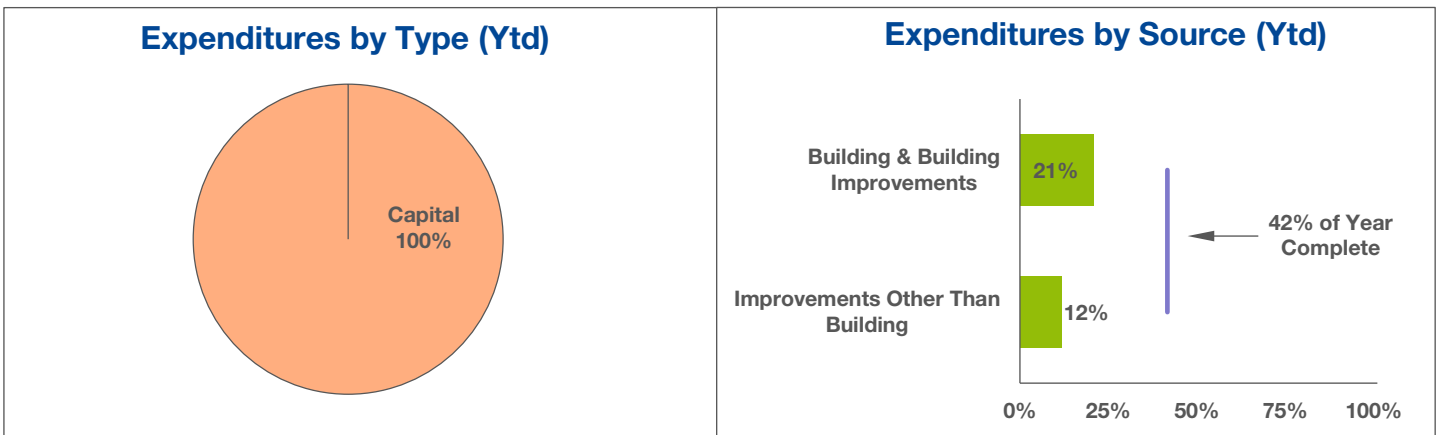 Expenditures by Type (Ytd)
Capital
100%
Expenditures by Source (Ytd)
Building & Building
Improvements
21%
42% of Year
Complete
Improvements Other Than
Building
12%
0% 25% 50% 75% 100%